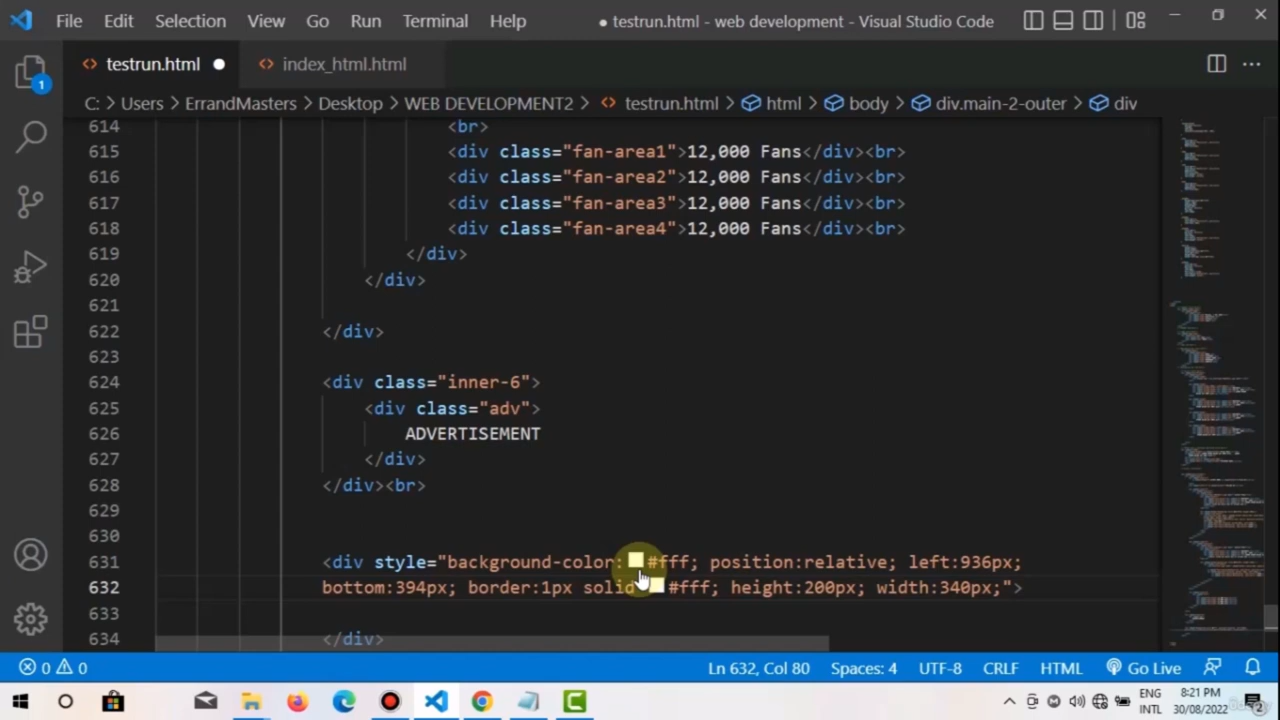 File Edit Selection View Go Run Terminal Help ● testrun.html - web development - Visual Studio Code
testrun.html ● index_html.html
C: > Users > ErrandMasters > Desktop > WEB DEVELOPMENT2 > testrun.html > html > body > div.main-2-outer > div
614 <br>
615 <div class="fan-area1">12,000 Fans</div><br>
616 <div class="fan-area2">12,000 Fans</div><br>
617 <div class="fan-area3">12,000 Fans</div><br>
618 <div class="fan-area4">12,000 Fans</div><br>
619 </div>
620 </div>
621
622 </div>
623
624 <div class="inner-6">
625 <div class="adv">
626 ADVERTISEMENT
627 </div>
628 </div><br>
629
630
631 <div style="background-color: #fff; position:relative; left:936px;
632 bottom:394px; border:1px solid #fff; height:200px; width:340px;">
633
634 </div>
1
0 0 Ln 632, Col 80 Spaces: 4 UTF-8 CRLF HTML Go Live
ENG 8:21 PM
INTL 30/08/2022 2